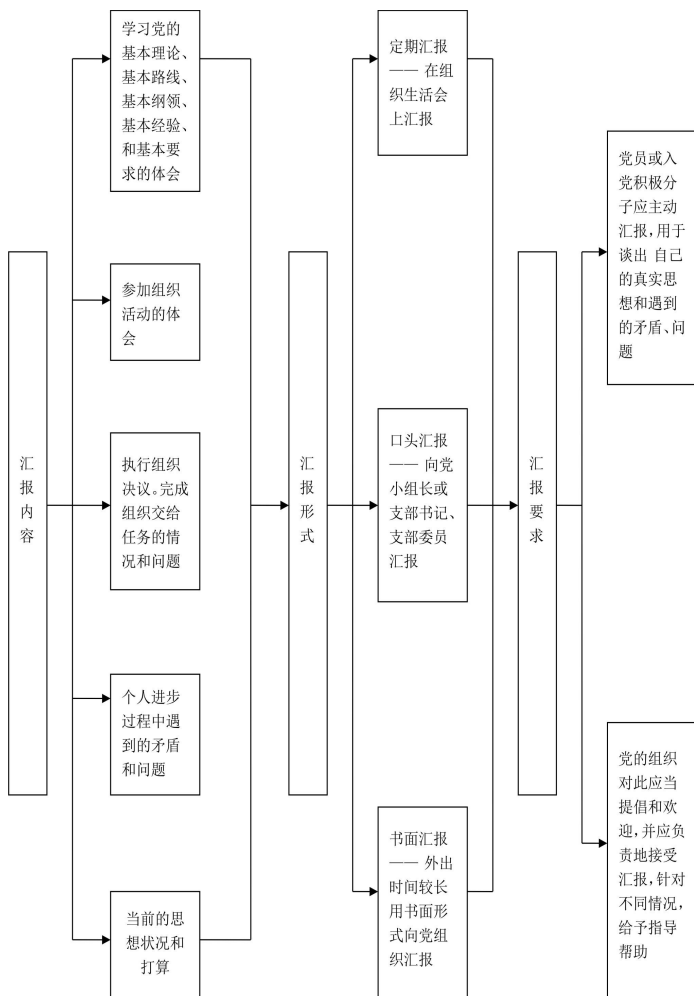 汇报内容
学习党的
基本理论、
基本路线、
基本纲领、
基本经验、
和基本要
求的体会
参加组织
活动的体
会
执行组织
决议。完成
组织交给
任务的情
况和问题
个人进步
过程中遇
到的矛盾
和问题
当前的思
想状况和
打算
汇报形式
定期汇报
—— 在组
织生活会
上汇报
口头汇报
—— 向党
小组长或
支部书记、
支部委员
汇报
书面汇报
—— 外出
时间较长
用书面形
式向党组
织汇报
汇报要求
党员或入
党积极分
子应主动
汇报,用于
谈出 自己
的真实思
想和遇到
的矛盾、问
题
党的组织
对此应当
提倡和欢
迎,并应负
责地接受
汇报,针对
不同情况,
给予指导
帮助